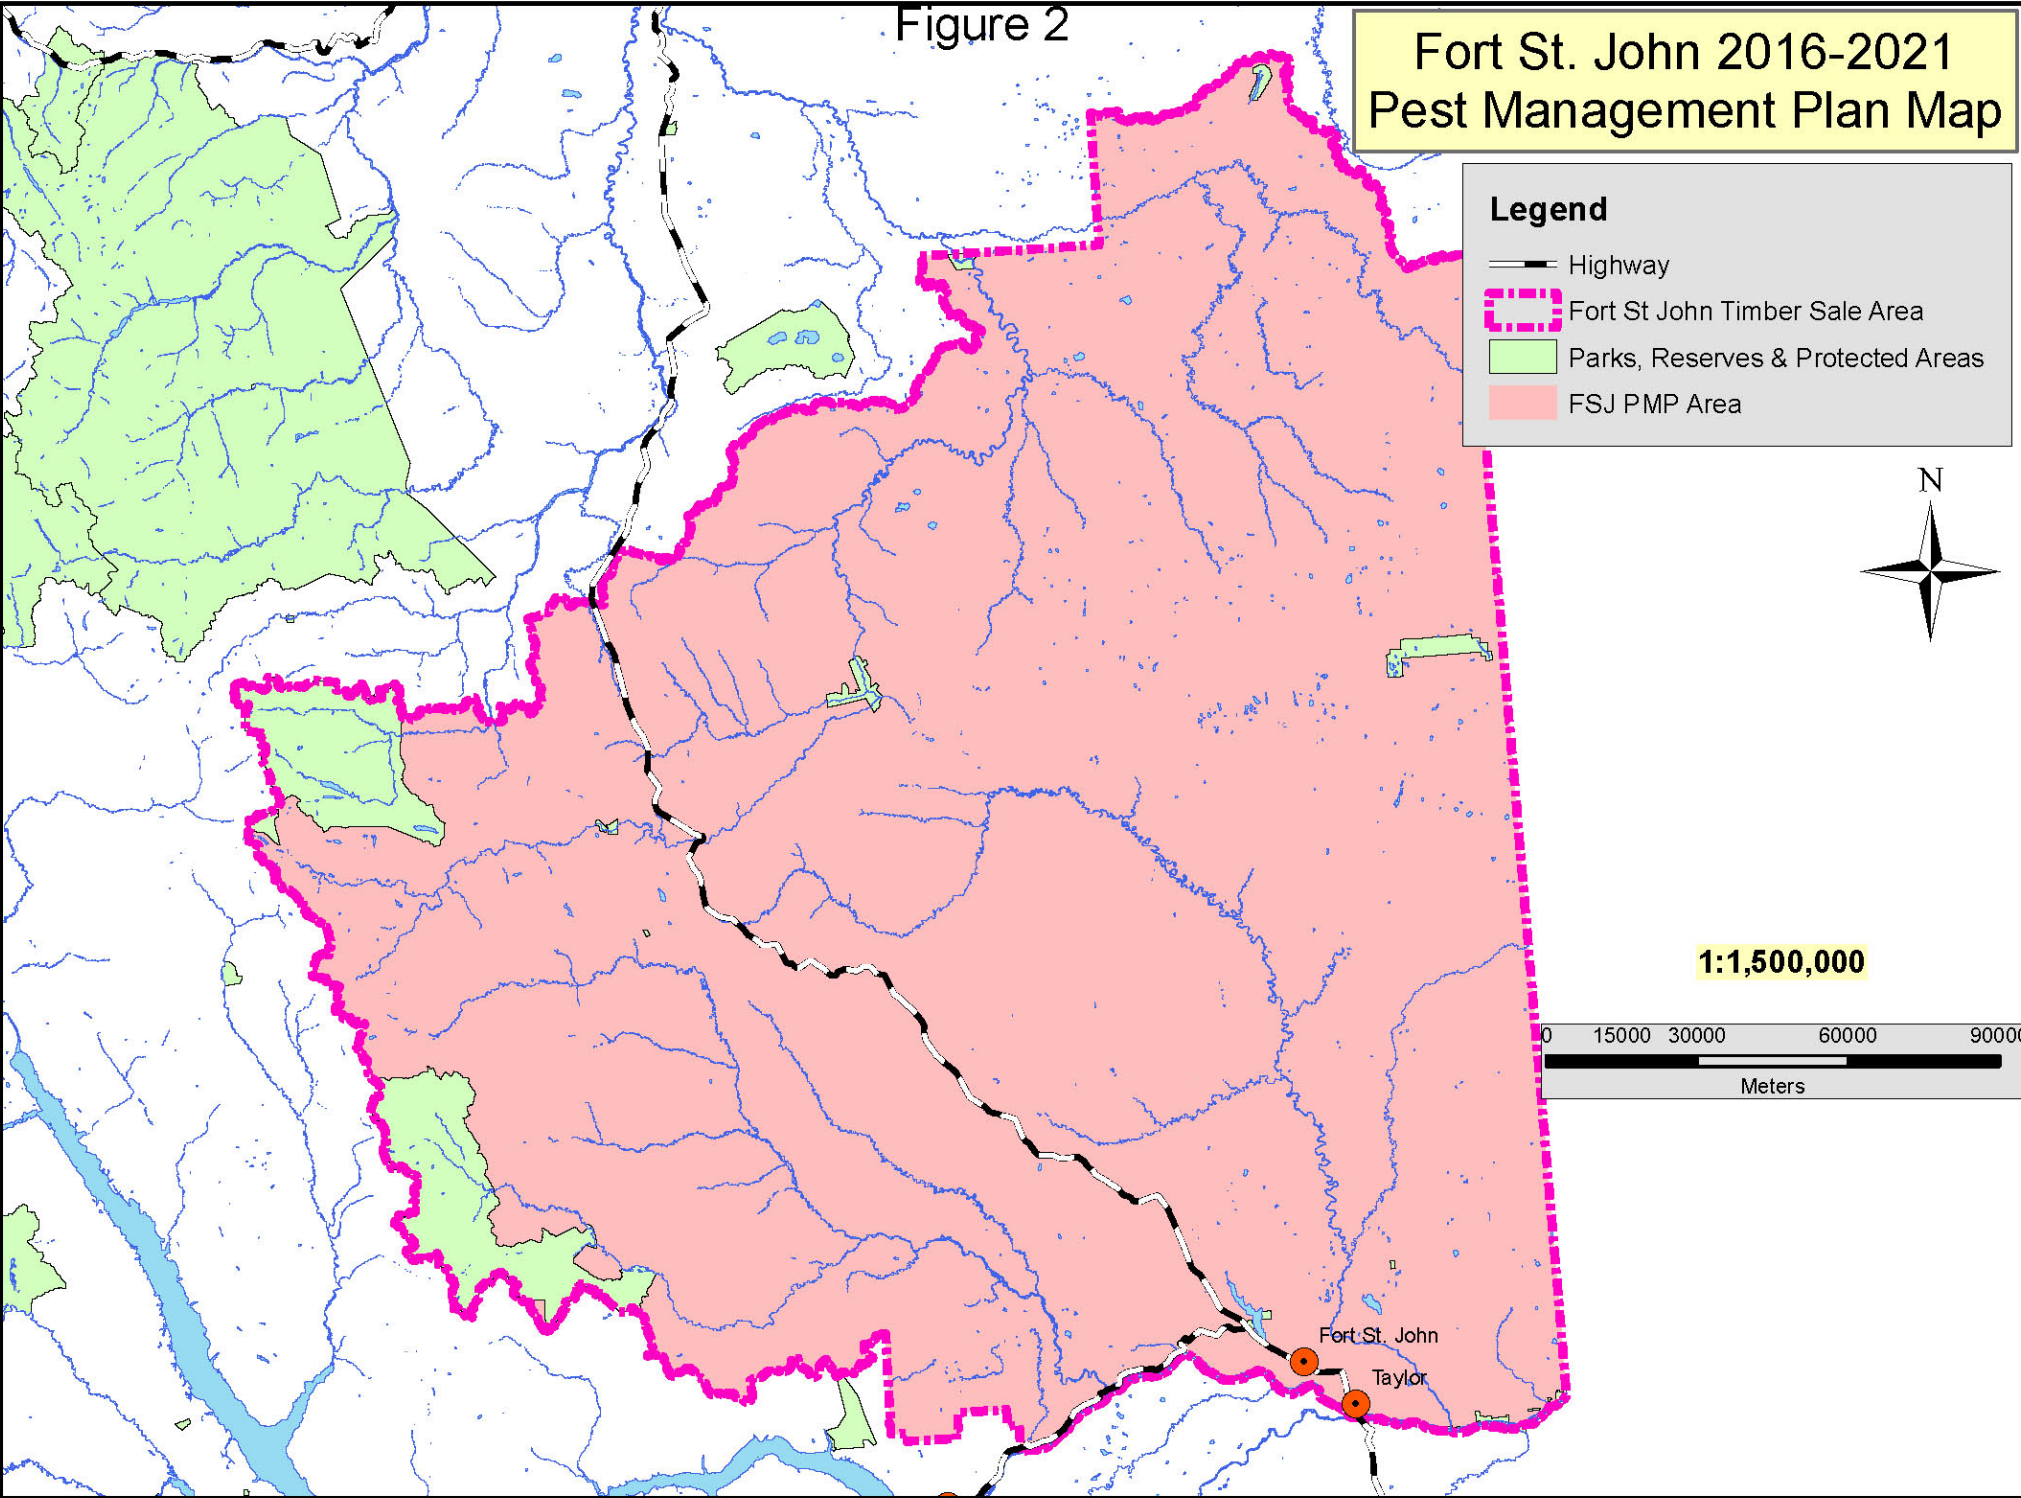 Figure 2
Fort St. John 2016-2021
Pest Management Plan Map
Legend
Highway
Fort St John Timber Sale Area
Parks, Reserves & Protected Areas
FSJ PMP Area
N
1:1,500,000
0 15000 30000 60000 90000
Meters
Fort St. John
Taylor